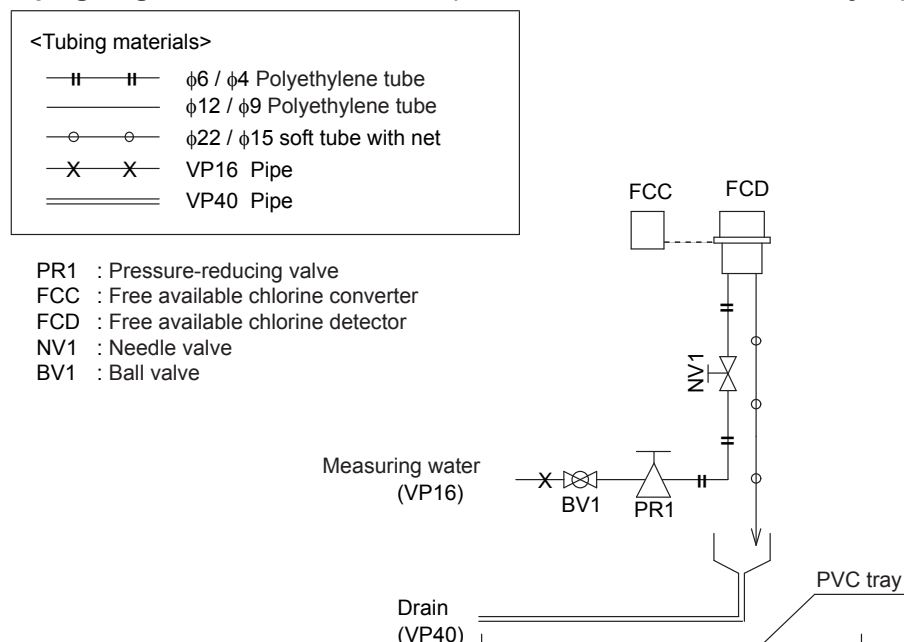 <Tubing materials>
ϕ6 / ϕ4 Polyethylene tube
ϕ12 / ϕ9 Polyethylene tube
ϕ22 / ϕ15 soft tube with net
VP16 Pipe
VP40 Pipe
PR1 : Pressure-reducing valve
FCC : Free available chlorine converter
FCD : Free available chlorine detector
NV1 : Needle valve
BV1 : Ball valve
FCC
FCD
NV1
Measuring water
(VP16)
BV1
PR1
PVC tray
Drain
(VP40)